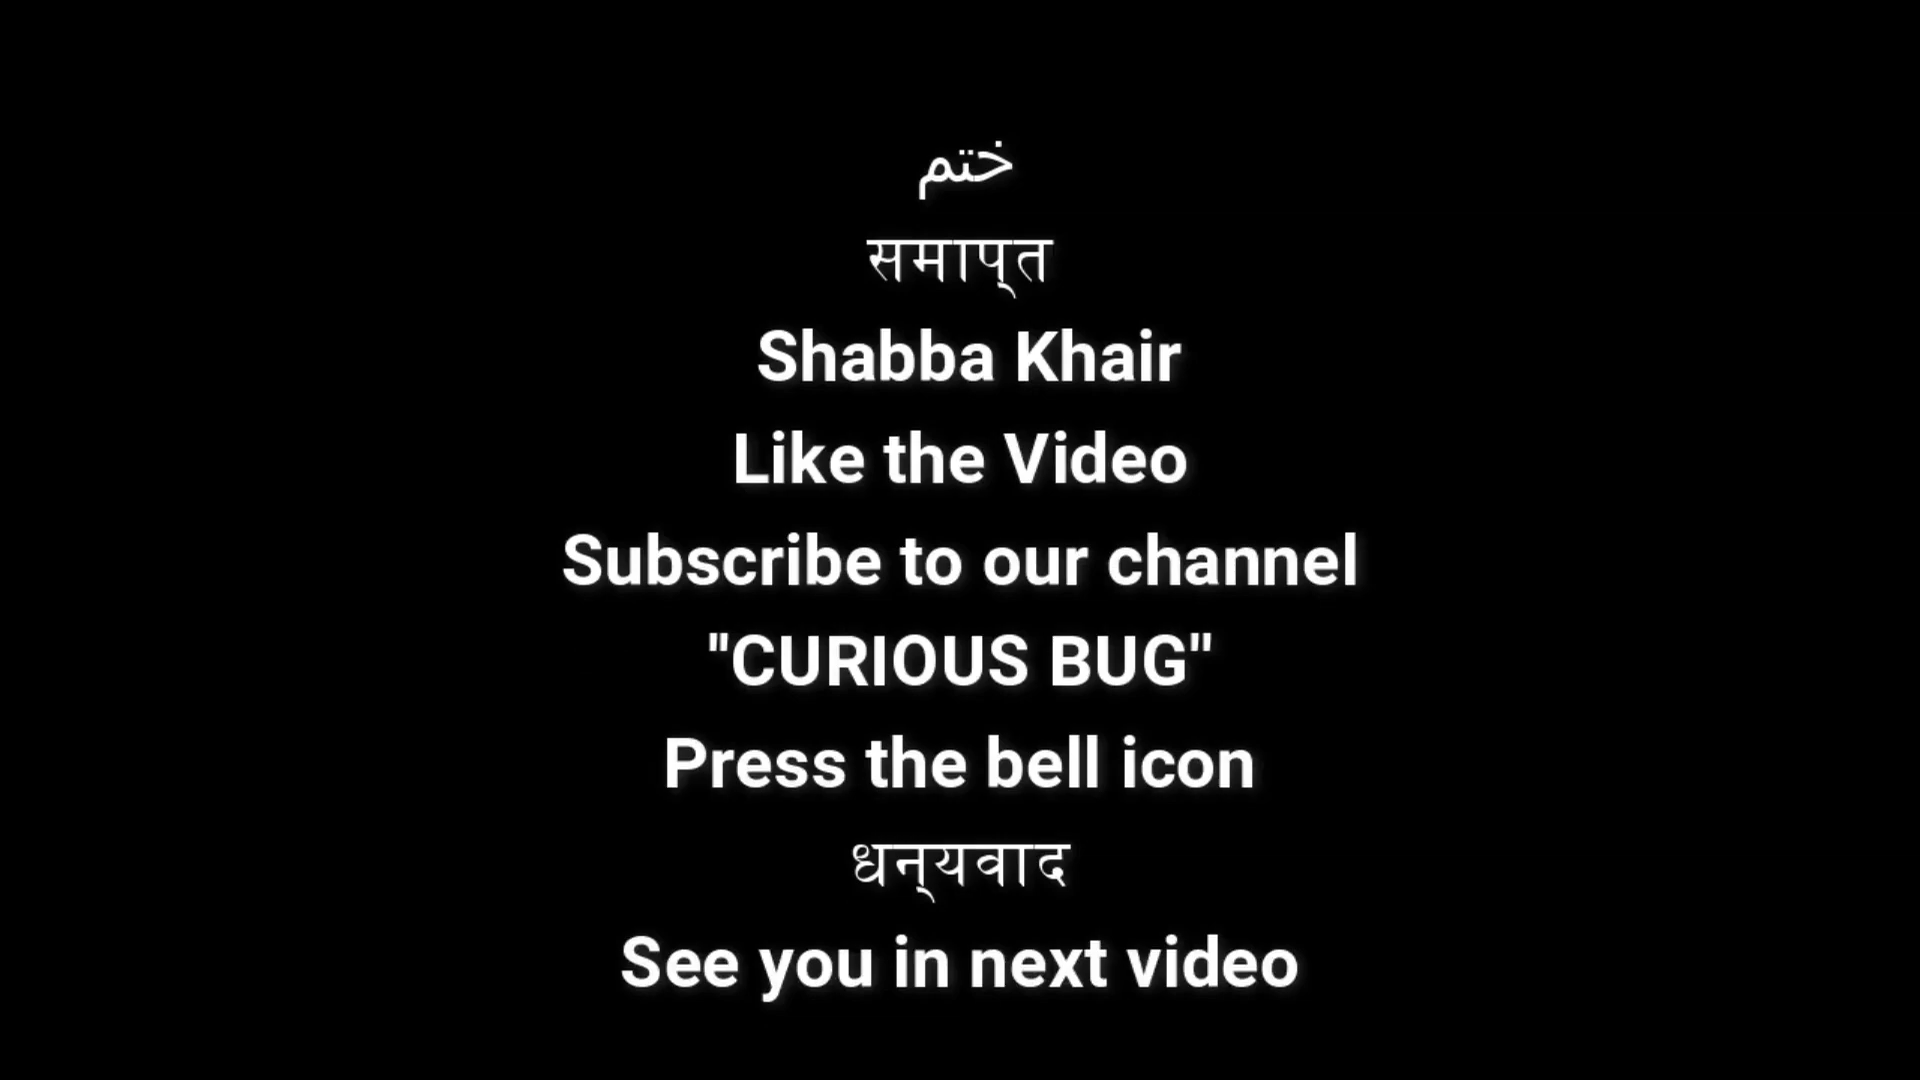 ختم
समाप्त
Shabba Khair
Like the Video
Subscribe to our channel
"CURIOUS BUG"
Press the bell icon
धन्यवाद
See you in next video